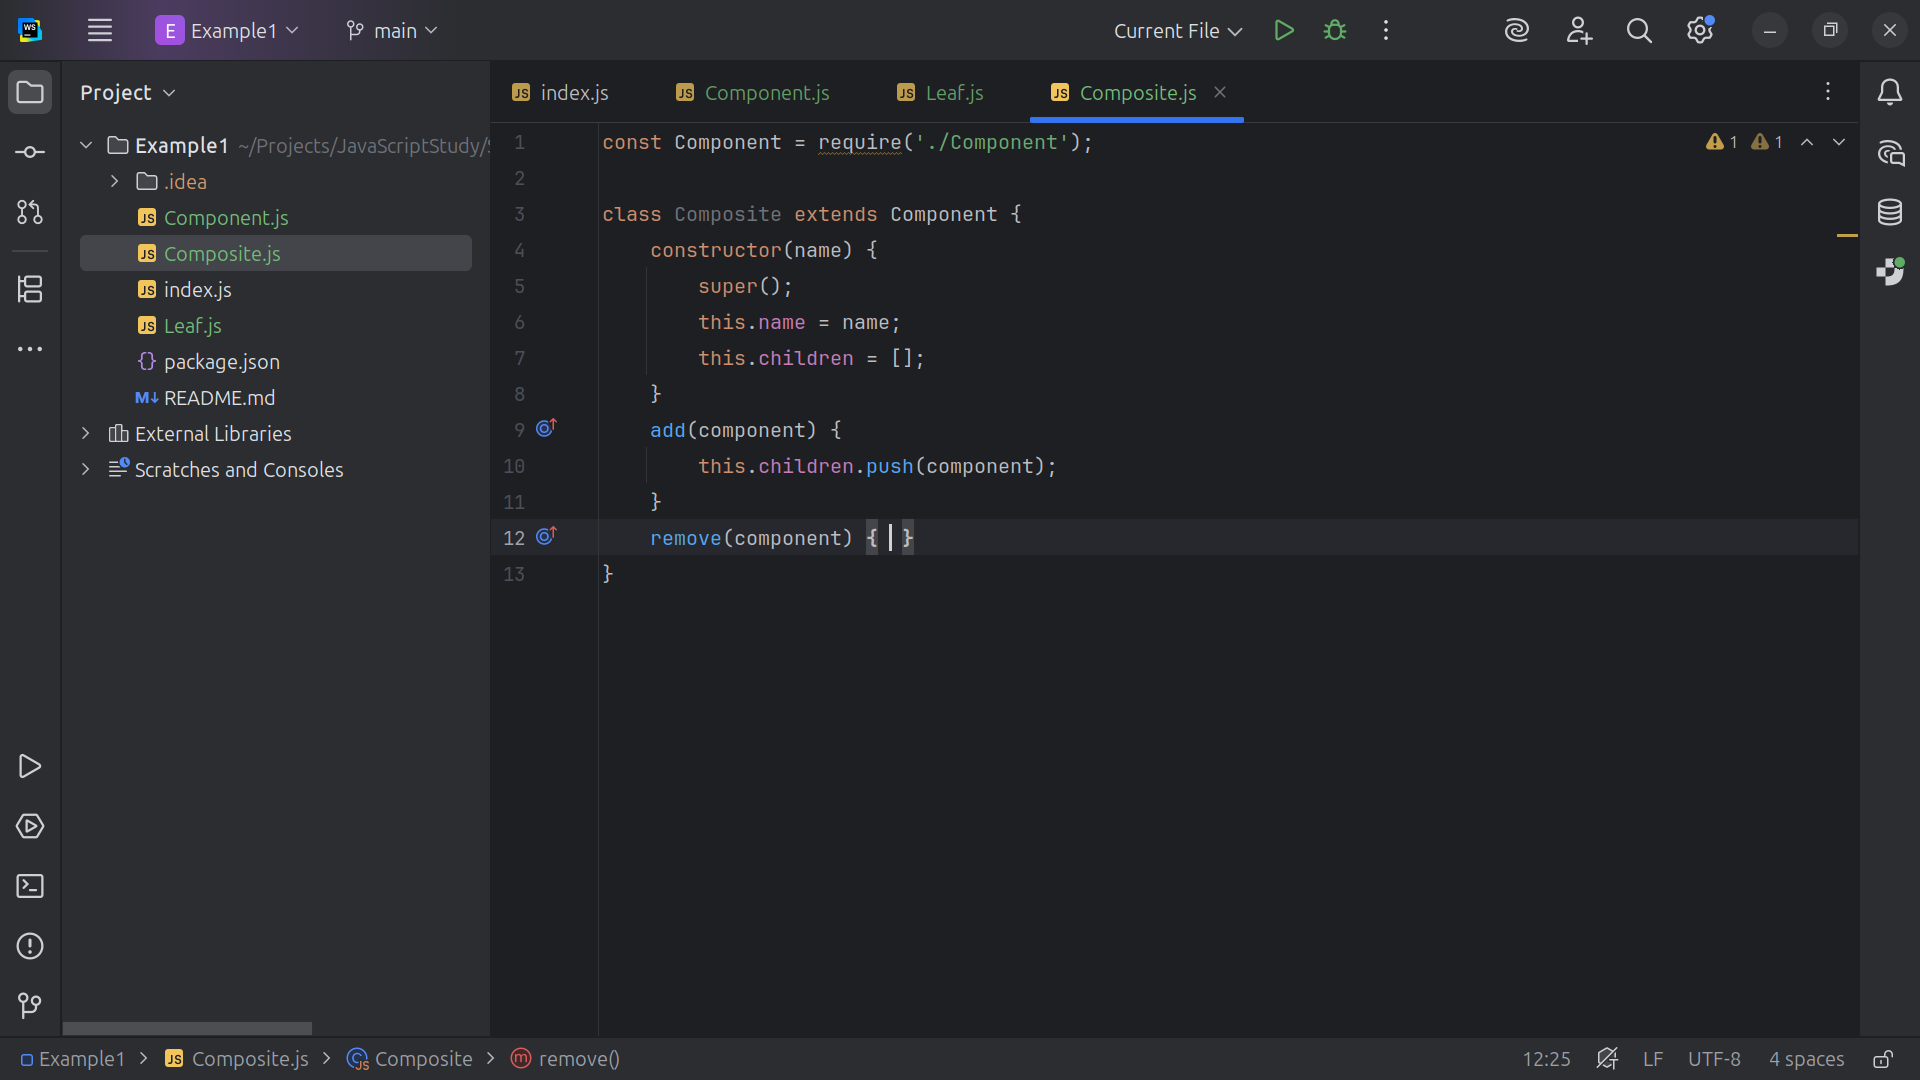 E Example1 main Current File
Project
Example1 ~/Projects/JavaScriptStudy/
.idea
Component.js
Composite.js
index.js
Leaf.js
package.json
README.md
External Libraries
Scratches and Consoles
index.js Component.js Leaf.js Composite.js
1 const Component = require('./Component');
2
3 class Composite extends Component {
4 constructor(name) {
5 super();
6 this.name = name;
7 this.children = [];
8 }
9 add(component) {
10 this.children.push(component);
11 }
12 remove(component) { }
13 }
1 1
Example1 Composite.js Composite remove()
12:25 LF UTF-8 4 spaces